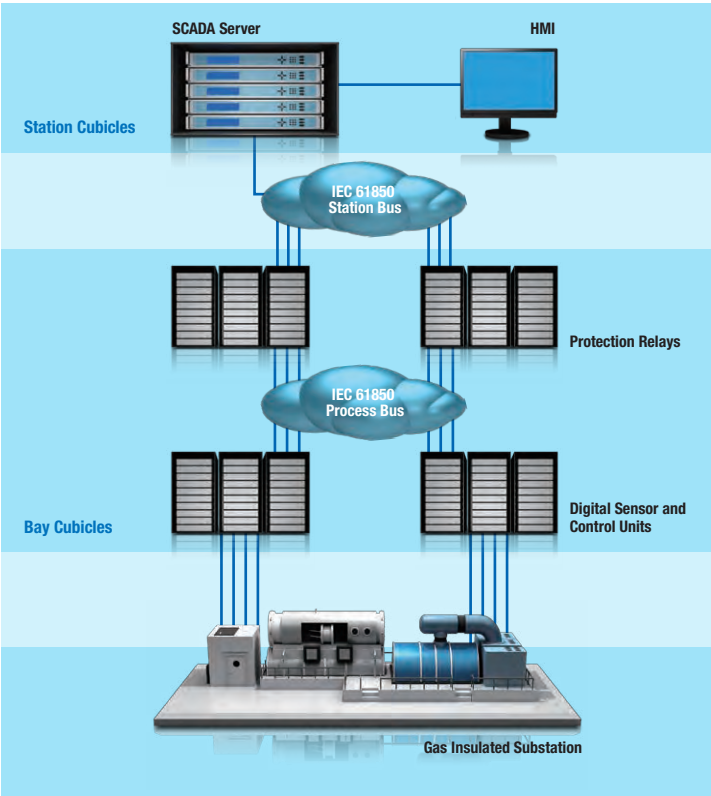 SCADA Server
HMI
Station Cubicles
IEC 61850
Station Bus
Protection Relays
IEC 61850
Process Bus
Bay Cubicles
Digital Sensor and
Control Units
Gas Insulated Substation